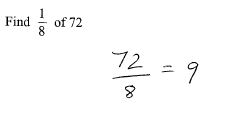 Find 1/8 of 72
72/8 = 9